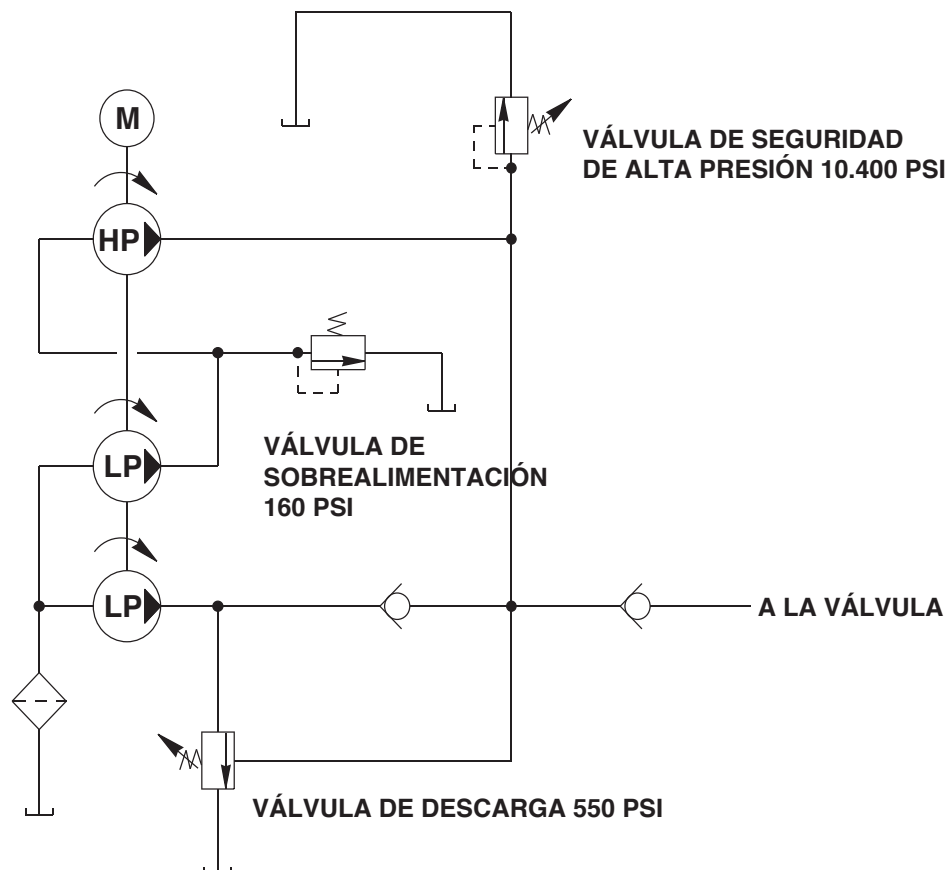 M
VÁLVULA DE SEGURIDAD
DE ALTA PRESIÓN 10.400 PSI
HP
VÁLVULA DE
SOBREALIMENTACIÓN
160 PSI
LP
LP
A LA VÁLVULA
VÁLVULA DE DESCARGA 550 PSI